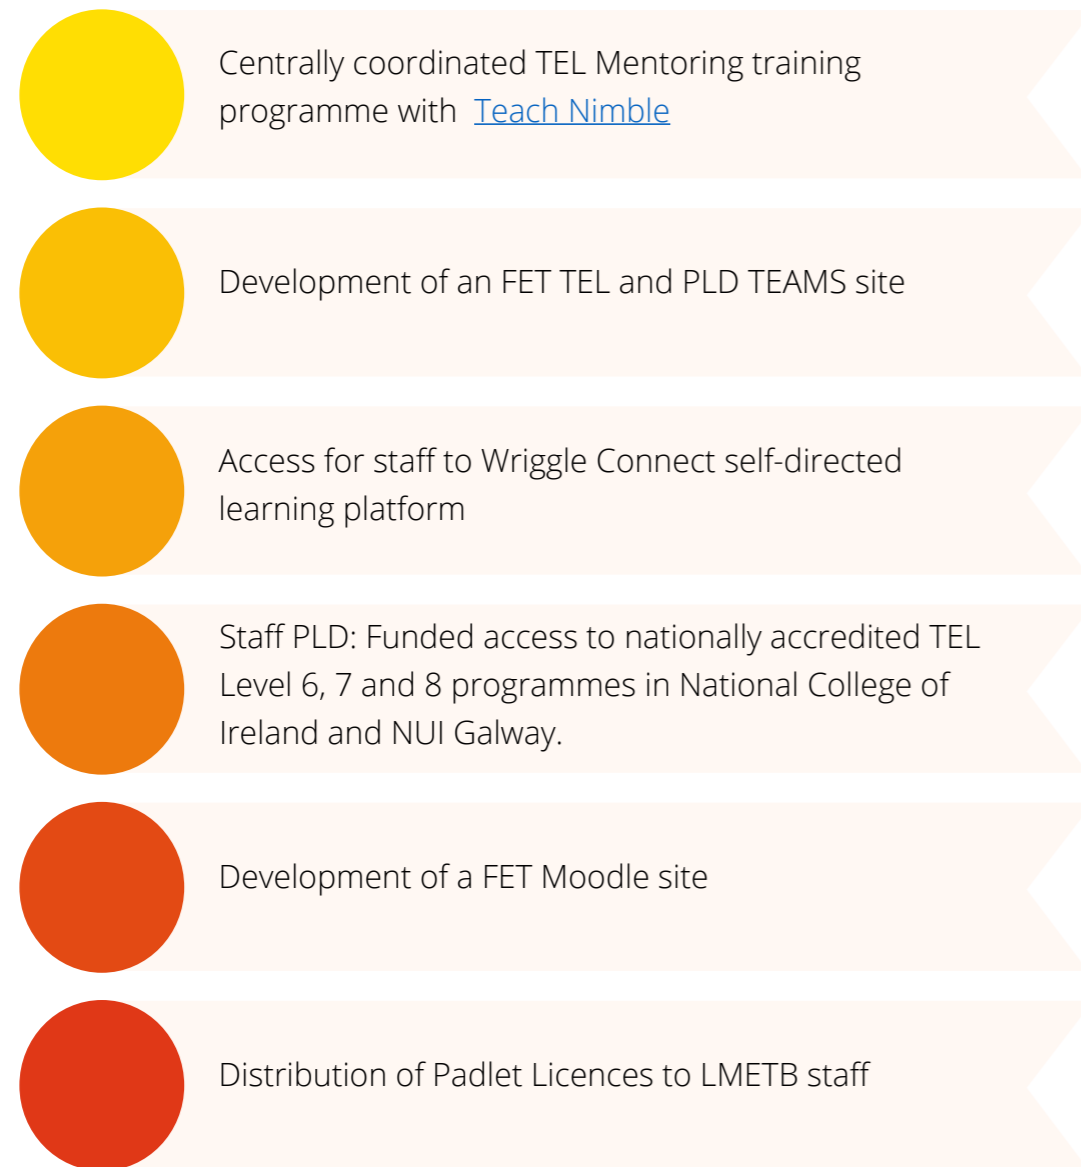 Centrally coordinated TEL Mentoring training
programme with Teach Nimble
Development of an FET TEL and PLD TEAMS site
Access for staff to Wriggle Connect self-directed
learning platform
Staff PLD: Funded access to nationally accredited TEL
Level 6, 7 and 8 programmes in National College of
Ireland and NUI Galway.
Development of a FET Moodle site
Distribution of Padlet Licences to LMETB staff